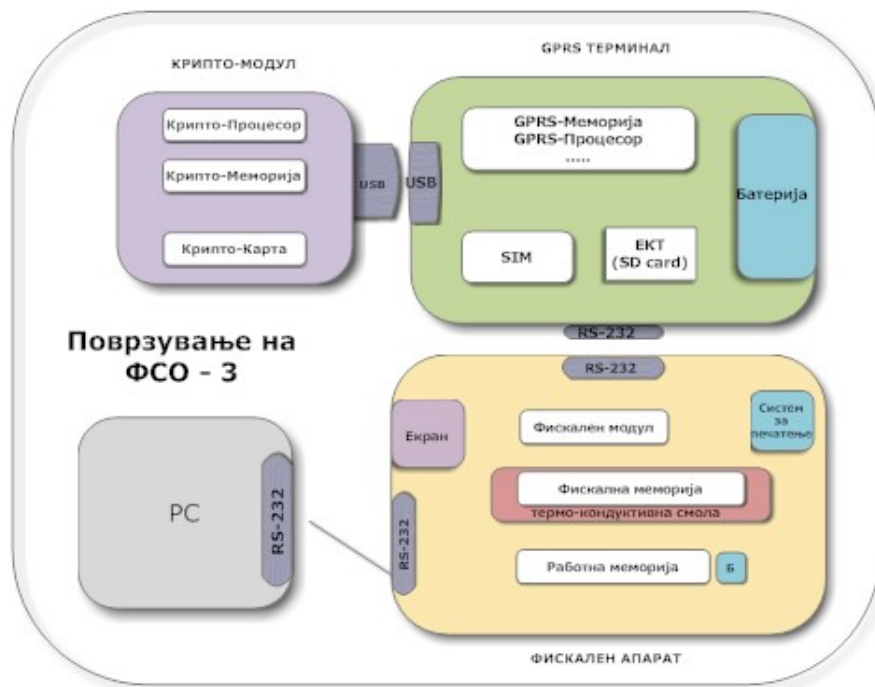 КРИПТО-МОДУЛ
GPRS ТЕРМИНАЛ
Крипто-Процесор
Крипто-Меморија
Крипто-Карта
USB
USB
GPRS-Меморија
GPRS-Процесор
.....
Батерија
SIM
ЕКТ
(SD card)
RS-232
Поврзување на
ФСО - 3
RS-232
Екран
Фискален модул
Систем
за
печатење
PC
RS-232
RS-232
Фискална меморија
термо-кондуктивна смола
Работна меморија
Б
ФИСКАЛЕН АПАРАТ